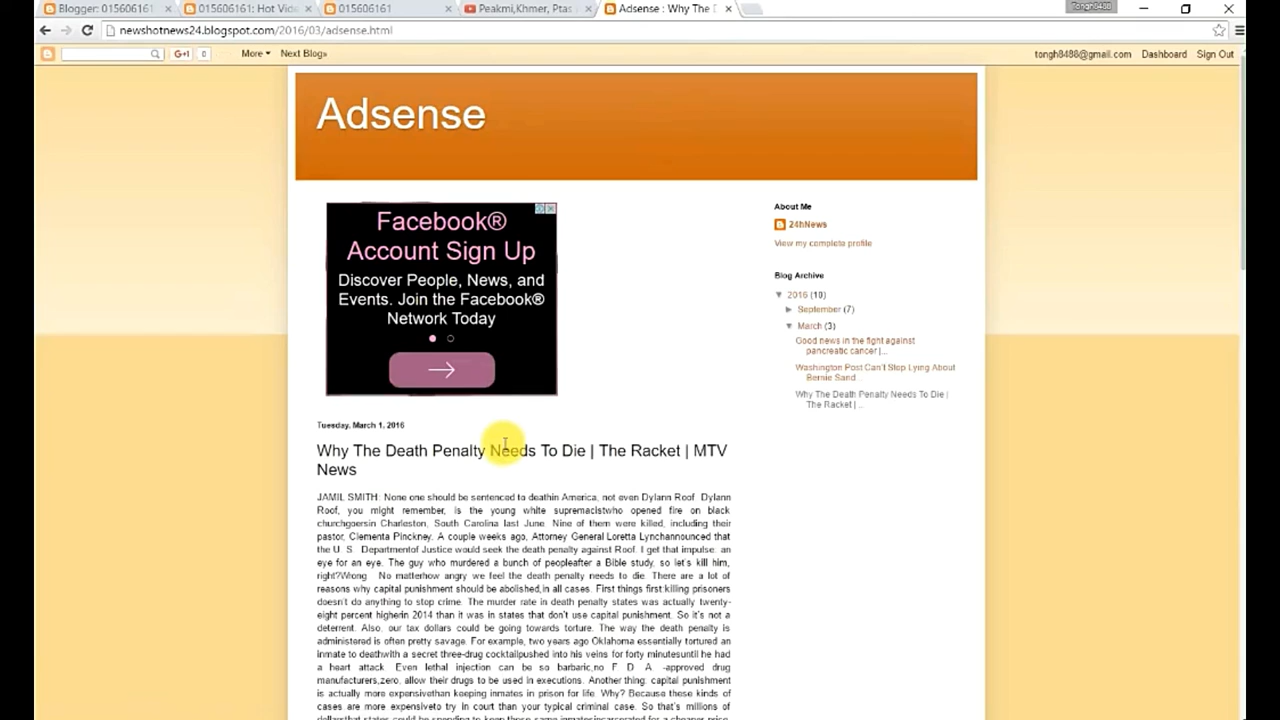 Blogger: 015606161
015606161: Hot Vide
015606161
Peakmi,Khmer, Ptas
Adsense : Why The D
Tongh8488
newshotnews24.blogspot.com/2016/03/adsense.html
G+1 0 More Next Blog»
tongh8488@gmail.com Dashboard Sign Out
Adsense
Facebook®
Account Sign Up
Discover People, News, and
Events. Join the Facebook®
Network Today
Tuesday, March 1, 2016
Why The Death Penalty Needs To Die | The Racket | MTV
News
JAMIL SMITH: None one should be sentenced to deathin America, not even Dylann Roof Dylann
Roof, you might remember, is the young white supremacistwho opened fire on black
churchgoersin Charleston, South Carolina last June. Nine of them were killed, including their
pastor, Clementa Pinckney. A couple weeks ago, Attorney General Loretta Lynchannounced that
the U. S. Departmentof Justice would seek the death penalty against Roof. I get that impulse. an
eye for an eye. The guy who murdered a bunch of peopleafter a Bible study, so let's kill him,
right?Wrong. No matterhow angry we feel the death penalty needs to die. There are a lot of
reasons why capital punishment should be abolished,in all cases. First things first:killing prisoners
doesn't do anything to stop crime. The murder rate in death penalty states was actually twenty-
eight percent higherin 2014 than it was in states that don't use capital punishment. So it's not a
deterrent. Also, our tax dollars could be going towards torture. The way the death penalty is
administered is often pretty savage. For example, two years ago Oklahoma essentially tortured an
inmate to deathwith a secret three-drug cocktailpushed into his veins for forty minutesuntil he had
a heart attack. Even lethal injection can be so barbaric,no F D A -approved drug
manufacturers,zero, allow their drugs to be used in executions. Another thing: capital punishment
is actually more expensivethan keeping inmates in prison for life. Why? Because these kinds of
cases are more expensiveto try in court than your typical criminal case. So that's millions of
dollarsthat states could be spending to keep these same inmatesincarcerated for a cheaper price.
About Me
24hNews
View my complete profile
Blog Archive
▼ 2016 (10)
► September (7)
▼ March (3)
Good news in the fight against
pancreatic cancer |...
Washington Post Can't Stop Lying About
Bernie Sand...
Why The Death Penalty Needs To Die |
The Racket | ...